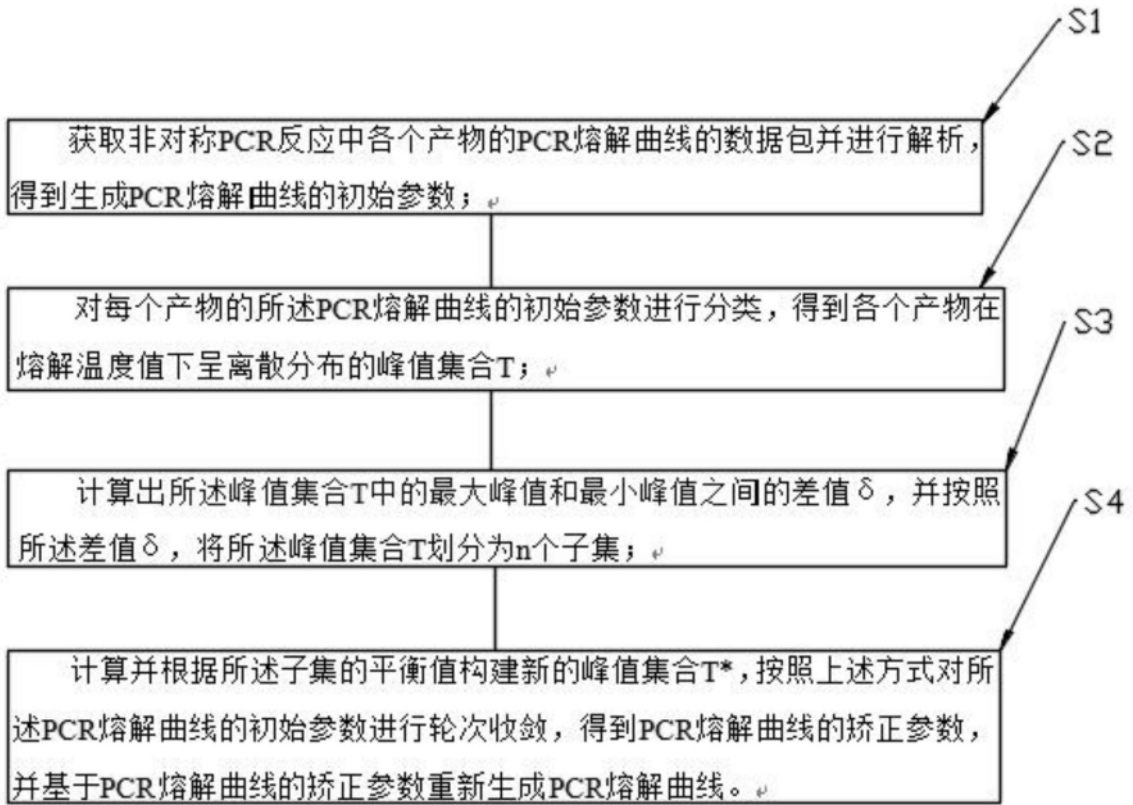 S1
获取非对称PCR反应中各个产物的PCR熔解曲线的数据包并进行解析，
得到生成PCR熔解曲线的初始参数；
S2
对每个产物的所述PCR熔解曲线的初始参数进行分类，得到各个产物在
熔解温度值下呈离散分布的峰值集合T；
S3
计算出所述峰值集合T中的最大峰值和最小峰值之间的差值δ，并按照
所述差值δ，将所述峰值集合T划分为n个子集；
S4
计算并根据所述子集的平衡值构建新的峰值集合T*，按照上述方式对所
述PCR熔解曲线的初始参数进行轮次收敛，得到PCR熔解曲线的矫正参数，
并基于PCR熔解曲线的矫正参数重新生成PCR熔解曲线。